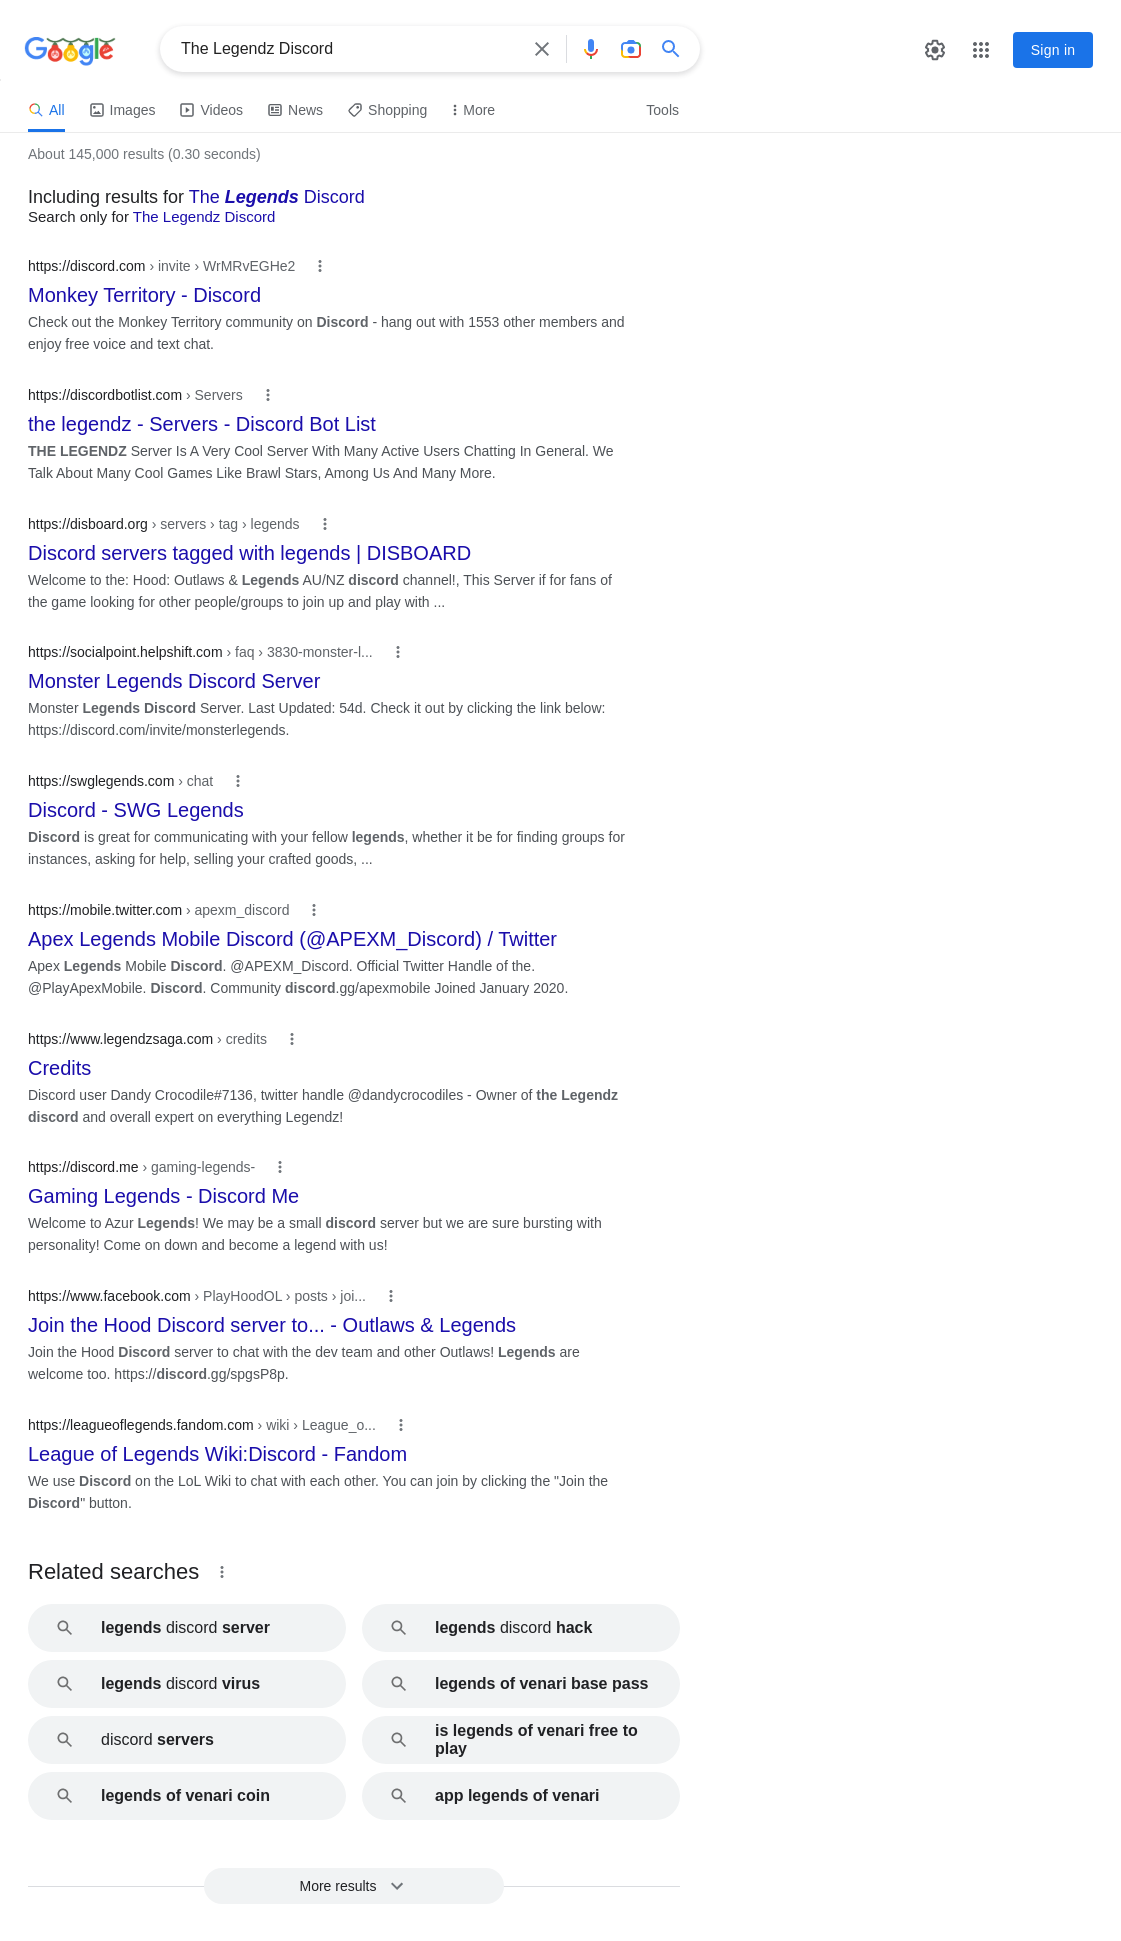 Google
The Legendz Discord
Sign in
All
Images
Videos
News
Shopping
More
Tools
About 145,000 results (0.30 seconds)
Including results for The Legends Discord
Search only for The Legendz Discord
https://discord.com › invite › WrMRvEGHe2
Monkey Territory - Discord
Check out the Monkey Territory community on Discord - hang out with 1553 other members and
enjoy free voice and text chat.
https://discordbotlist.com › Servers
the legendz - Servers - Discord Bot List
THE LEGENDZ Server Is A Very Cool Server With Many Active Users Chatting In General. We
Talk About Many Cool Games Like Brawl Stars, Among Us And Many More.
https://disboard.org › servers › tag › legends
Discord servers tagged with legends | DISBOARD
Welcome to the: Hood: Outlaws & Legends AU/NZ discord channel!, This Server if for fans of
the game looking for other people/groups to join up and play with ...
https://socialpoint.helpshift.com › faq › 3830-monster-l...
Monster Legends Discord Server
Monster Legends Discord Server. Last Updated: 54d. Check it out by clicking the link below:
https://discord.com/invite/monsterlegends.
https://swglegends.com › chat
Discord - SWG Legends
Discord is great for communicating with your fellow legends, whether it be for finding groups for
instances, asking for help, selling your crafted goods, ...
https://mobile.twitter.com › apexm_discord
Apex Legends Mobile Discord (@APEXM_Discord) / Twitter
Apex Legends Mobile Discord. @APEXM_Discord. Official Twitter Handle of the.
@PlayApexMobile. Discord. Community discord.gg/apexmobile Joined January 2020.
https://www.legendzsaga.com › credits
Credits
Discord user Dandy Crocodile#7136, twitter handle @dandycrocodiles - Owner of the Legendz
discord and overall expert on everything Legendz!
https://discord.me › gaming-legends-
Gaming Legends - Discord Me
Welcome to Azur Legends! We may be a small discord server but we are sure bursting with
personality! Come on down and become a legend with us!
https://www.facebook.com › PlayHoodOL › posts › joi...
Join the Hood Discord server to... - Outlaws & Legends
Join the Hood Discord server to chat with the dev team and other Outlaws! Legends are
welcome too. https://discord.gg/spgsP8p.
https://leagueoflegends.fandom.com › wiki › League_o...
League of Legends Wiki:Discord - Fandom
We use Discord on the LoL Wiki to chat with each other. You can join by clicking the "Join the
Discord" button.
Related searches
legends discord server
legends discord hack
legends discord virus
legends of venari base pass
discord servers
is legends of venari free to
play
legends of venari coin
app legends of venari
More results